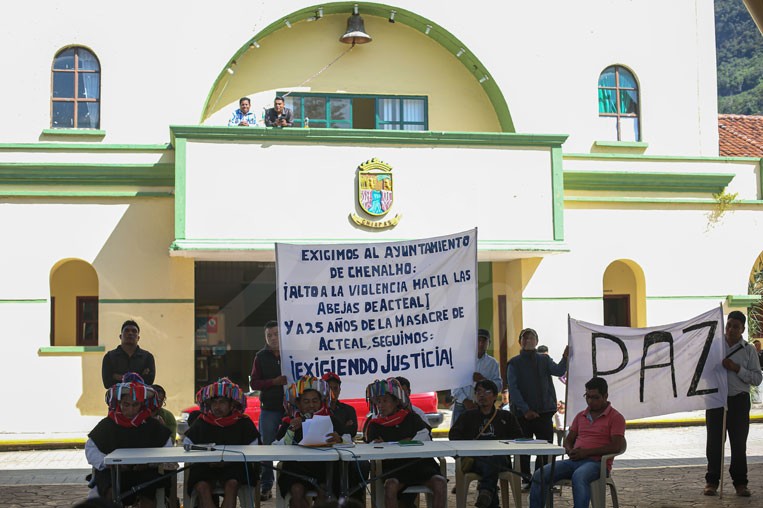 CHIAPAS
EXIGIMOS AL AYUNTAMIENTO
DE CHENALHO:
¡ALTO A LA VIOLENCIA HACIA LAS
ABEJAS DE ACTEAL¡
Y A 25 AÑOS DE LA MASACRE DE
ACTEAL, SEGUIMOS:
¡EXIGIENDO JUSTICIA!
PAZ